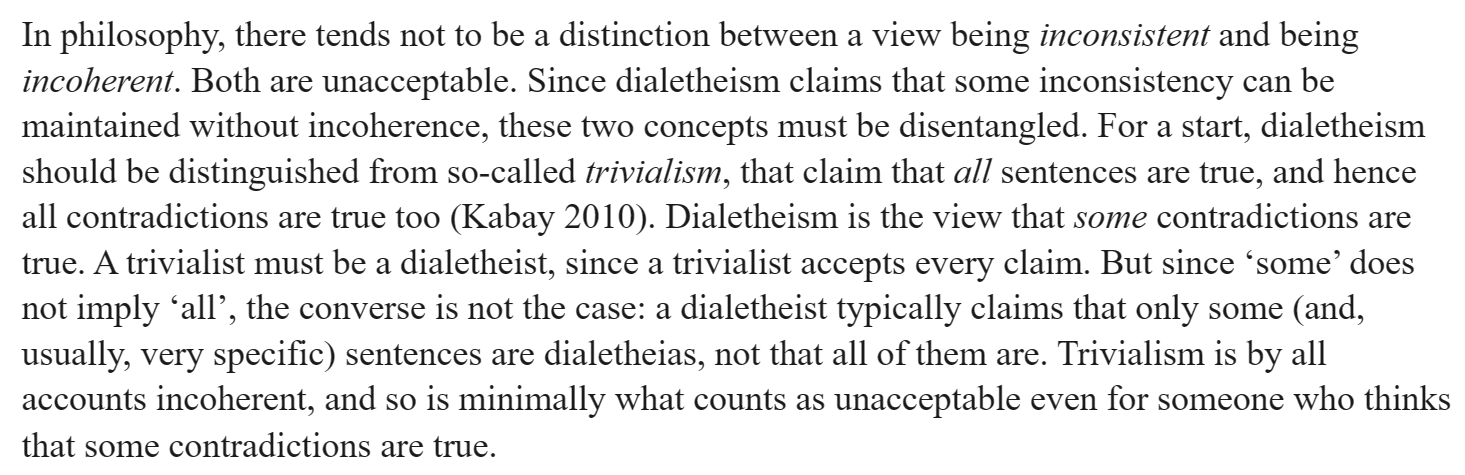 In philosophy, there tends not to be a distinction between a view being inconsistent and being
incoherent. Both are unacceptable. Since dialetheism claims that some inconsistency can be
maintained without incoherence, these two concepts must be disentangled. For a start, dialetheism
should be distinguished from so-called trivialism, that claim that all sentences are true, and hence
all contradictions are true too (Kabay 2010). Dialetheism is the view that some contradictions are
true. A trivialist must be a dialetheist, since a trivialist accepts every claim. But since ‘some’ does
not imply ‘all’, the converse is not the case: a dialetheist typically claims that only some (and,
usually, very specific) sentences are dialetheias, not that all of them are. Trivialism is by all
accounts incoherent, and so is minimally what counts as unacceptable even for someone who thinks
that some contradictions are true.